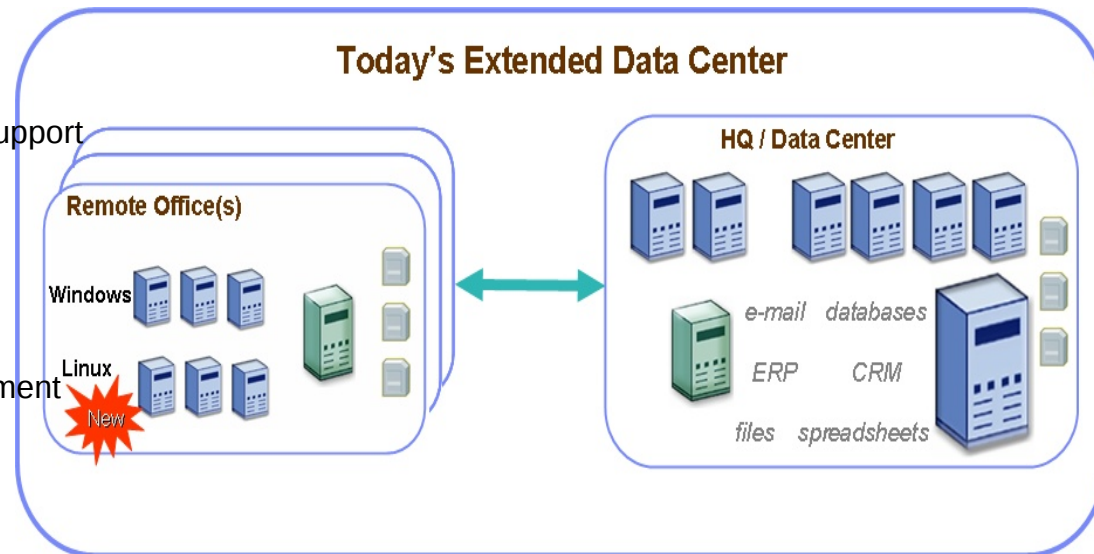 Today's Extended Data Center
upport
HQ / Data Center
Remote Office(s)
Windows
e-mail databases
Linux
ment
ERP CRM
New
files spreadsheets